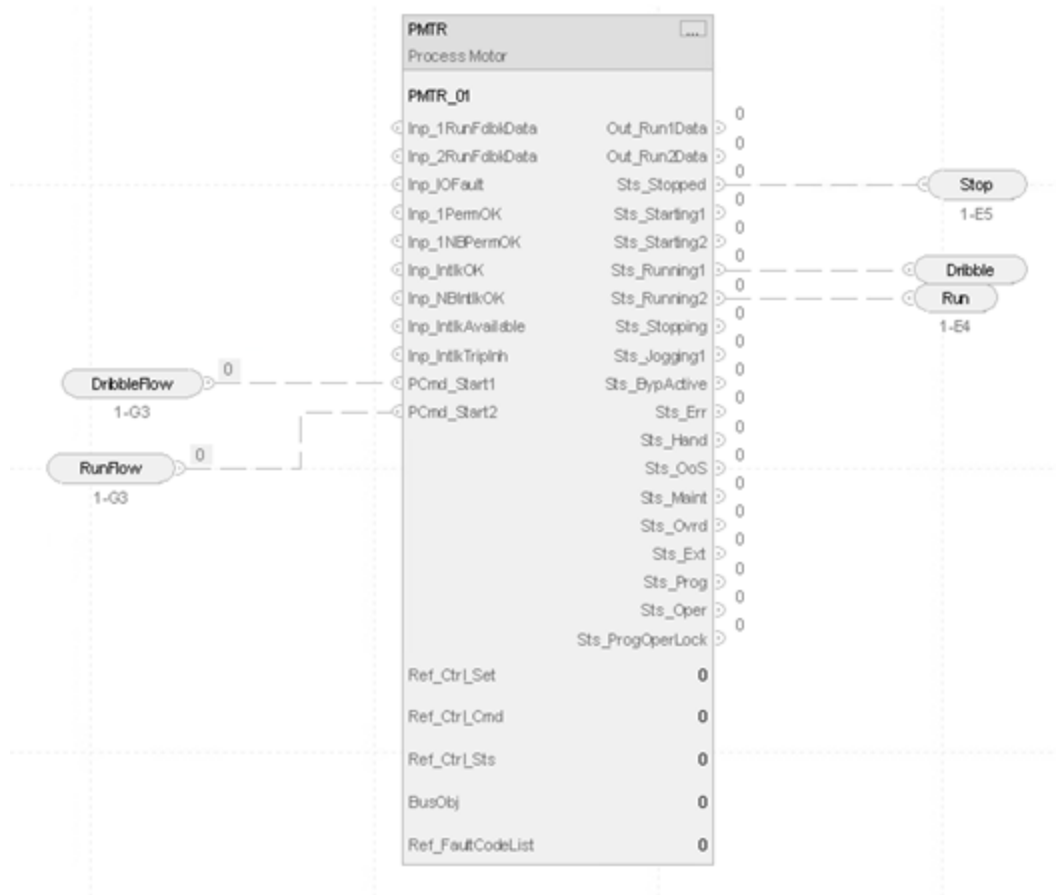 PMTR ...
Process Motor
PMTR_01
0
Inp_1RunFdbkData Out_Run1Data
0
Inp_2RunFdbkData Out_Run2Data
0
Inp_IOFault Sts_Stopped Stop
0
Inp_1PermOK Sts_Starting1 1-E5
0
Inp_1NBPermOK Sts_Starting2
0
Inp_IntlkOK Sts_Running1 Dribble
0
Inp_NBIntlkOK Sts_Running2 Run
0
Inp_IntlkAvailable Sts_Stopping 1-E4
0
Inp_IntlkTripInh Sts_Jogging1
0 0
DribbleFlow PCmd_Start1 Sts_BypActive
0
1-G3 PCmd_Start2 Sts_Err
0
Sts_Hand
0 0
RunFlow Sts_OoS
0
1-G3 Sts_Maint
0
Sts_Ovrd
0
Sts_Ext
0
Sts_Prog
0
Sts_Oper
0
Sts_ProgOperLock
Ref_Ctrl_Set 0
Ref_Ctrl_Cmd 0
Ref_Ctrl_Sts 0
BusObj 0
Ref_FaultCodeList 0